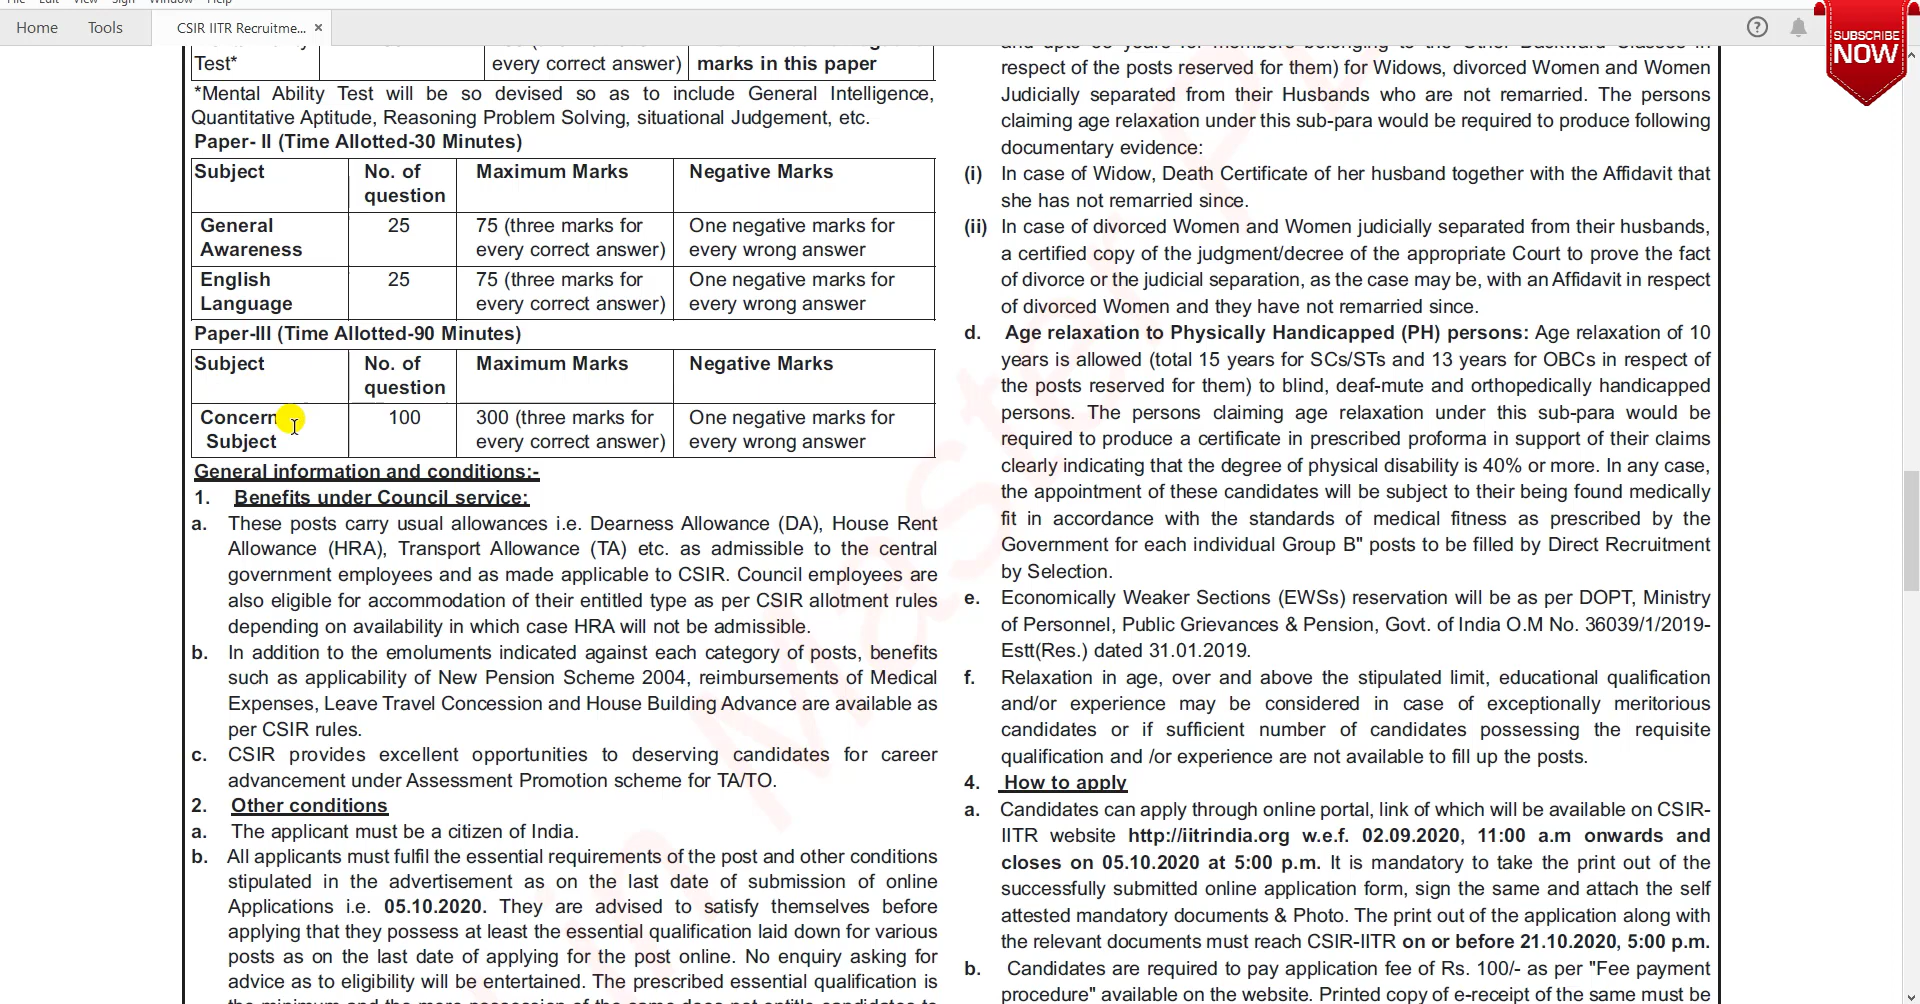 File Edit View Sign Window Help
Home Tools CSIR IITR Recruitme... ×
SUBSCRIBE
NOW
Test*
every correct answer) marks in this paper
*Mental Ability Test will be so devised so as to include General Intelligence,
Quantitative Aptitude, Reasoning Problem Solving, situational Judgement, etc.
Paper- II (Time Allotted-30 Minutes)
Subject No. of question Maximum Marks Negative Marks
General Awareness 25 75 (three marks for every correct answer) One negative marks for every wrong answer
English Language 25 75 (three marks for every correct answer) One negative marks for every wrong answer
Paper-III (Time Allotted-90 Minutes)
Subject No. of question Maximum Marks Negative Marks
Concern Subject 100 300 (three marks for every correct answer) One negative marks for every wrong answer
General information and conditions:-
1. Benefits under Council service:
a. These posts carry usual allowances i.e. Dearness Allowance (DA), House Rent
Allowance (HRA), Transport Allowance (TA) etc. as admissible to the central
government employees and as made applicable to CSIR. Council employees are
also eligible for accommodation of their entitled type as per CSIR allotment rules
depending on availability in which case HRA will not be admissible.
b. In addition to the emoluments indicated against each category of posts, benefits
such as applicability of New Pension Scheme 2004, reimbursements of Medical
Expenses, Leave Travel Concession and House Building Advance are available as
per CSIR rules.
c. CSIR provides excellent opportunities to deserving candidates for career
advancement under Assessment Promotion scheme for TA/TO.
2. Other conditions
a. The applicant must be a citizen of India.
b. All applicants must fulfil the essential requirements of the post and other conditions
stipulated in the advertisement as on the last date of submission of online
Applications i.e. 05.10.2020. They are advised to satisfy themselves before
applying that they possess at least the essential qualification laid down for various
posts as on the last date of applying for the post online. No enquiry asking for
advice as to eligibility will be entertained. The prescribed essential qualification is
the minimum and the mere possession of the same does not entitle candidates to
and upto 38 years for members belonging to the Other Backward Classes in
respect of the posts reserved for them) for Widows, divorced Women and Women
Judicially separated from their Husbands who are not remarried. The persons
claiming age relaxation under this sub-para would be required to produce following
documentary evidence:
(i) In case of Widow, Death Certificate of her husband together with the Affidavit that
she has not remarried since.
(ii) In case of divorced Women and Women judicially separated from their husbands,
a certified copy of the judgment/decree of the appropriate Court to prove the fact
of divorce or the judicial separation, as the case may be, with an Affidavit in respect
of divorced Women and they have not remarried since.
d. Age relaxation to Physically Handicapped (PH) persons: Age relaxation of 10
years is allowed (total 15 years for SCs/STs and 13 years for OBCs in respect of
the posts reserved for them) to blind, deaf-mute and orthopedically handicapped
persons. The persons claiming age relaxation under this sub-para would be
required to produce a certificate in prescribed proforma in support of their claims
clearly indicating that the degree of physical disability is 40% or more. In any case,
the appointment of these candidates will be subject to their being found medically
fit in accordance with the standards of medical fitness as prescribed by the
Government for each individual Group B" posts to be filled by Direct Recruitment
by Selection.
e. Economically Weaker Sections (EWSs) reservation will be as per DOPT, Ministry
of Personnel, Public Grievances & Pension, Govt. of India O.M No. 36039/1/2019-
Estt(Res.) dated 31.01.2019.
f. Relaxation in age, over and above the stipulated limit, educational qualification
and/or experience may be considered in case of exceptionally meritorious
candidates or if sufficient number of candidates possessing the requisite
qualification and /or experience are not available to fill up the posts.
4. How to apply
a. Candidates can apply through online portal, link of which will be available on CSIR-
IITR website http://iitrindia.org w.e.f. 02.09.2020, 11:00 a.m onwards and
closes on 05.10.2020 at 5:00 p.m. It is mandatory to take the print out of the
successfully submitted online application form, sign the same and attach the self
attested mandatory documents & Photo. The print out of the application along with
the relevant documents must reach CSIR-IITR on or before 21.10.2020, 5:00 p.m.
b. Candidates are required to pay application fee of Rs. 100/- as per "Fee payment
procedure" available on the website. Printed copy of e-receipt of the same must be